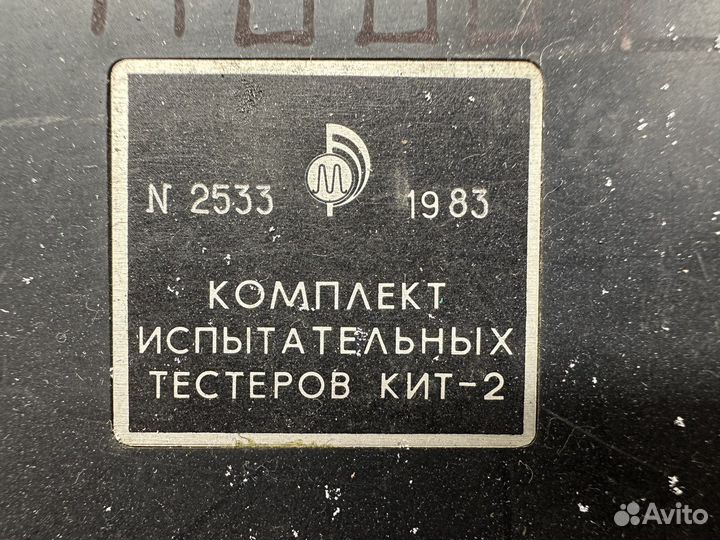 N 2533 1983
КОМПЛЕКТ
ИСПЫТАТЕЛЬНЫХ
ТЕСТЕРОВ КИТ-2
Avito